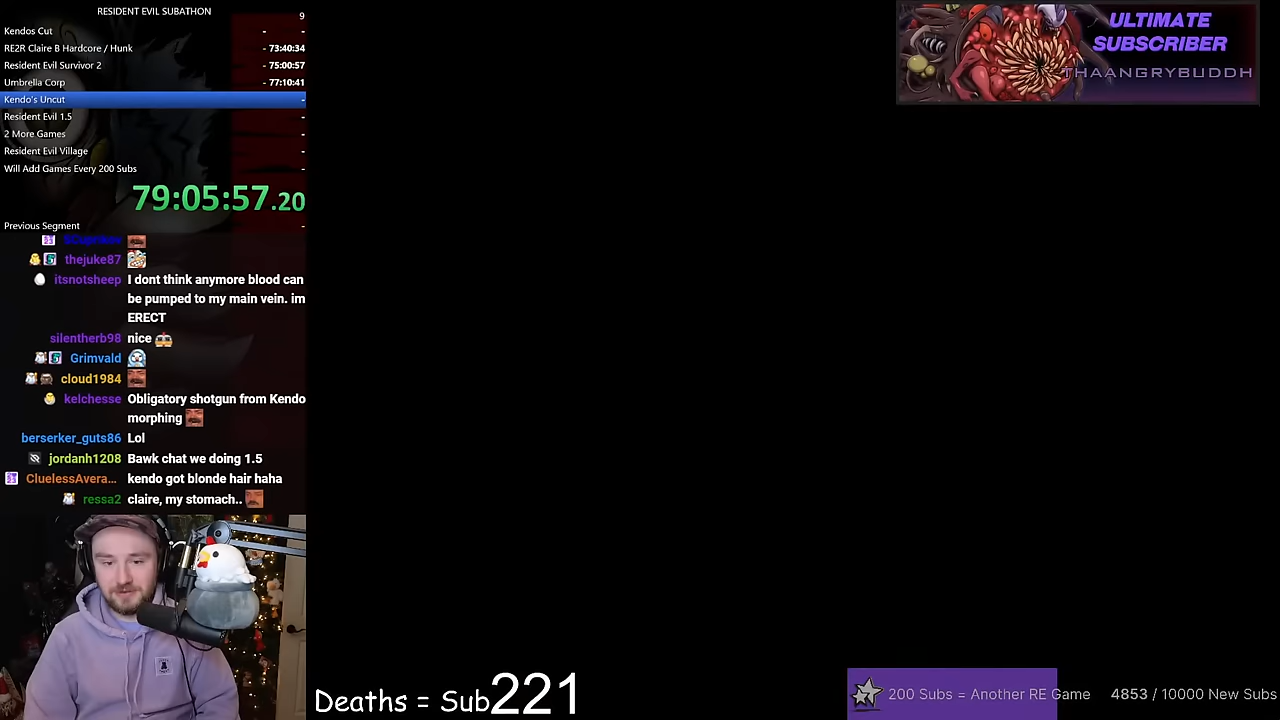 RESIDENT EVIL SUBATHON
9
Kendos Cut - -
RE2R Claire B Hardcore / Hunk - 73:40:34
Resident Evil Survivor 2 - 75:00:57
Umbrella Corp - 77:10:41
Kendo's Uncut -
Resident Evil 1.5 -
2 More Games -
Resident Evil Village -
Will Add Games Every 200 Subs -
79:05:57.20
Previous Segment -
thejuke87
itsnotsheep I dont think anymore blood can
be pumped to my main vein. im
ERECT
silentherb98 nice
Grimvald
cloud1984
kelchesse Obligatory shotgun from Kendo
morphing
berserker_guts86 Lol
jordanh1208 Bawk chat we doing 1.5
CluelessAvera... kendo got blonde hair haha
ressa2 claire, my stomach..
ULTIMATE
SUBSCRIBER
THAANGRYBUDDH
Deaths = Sub 221
200 Subs = Another RE Game 4853 / 10000 New Subs